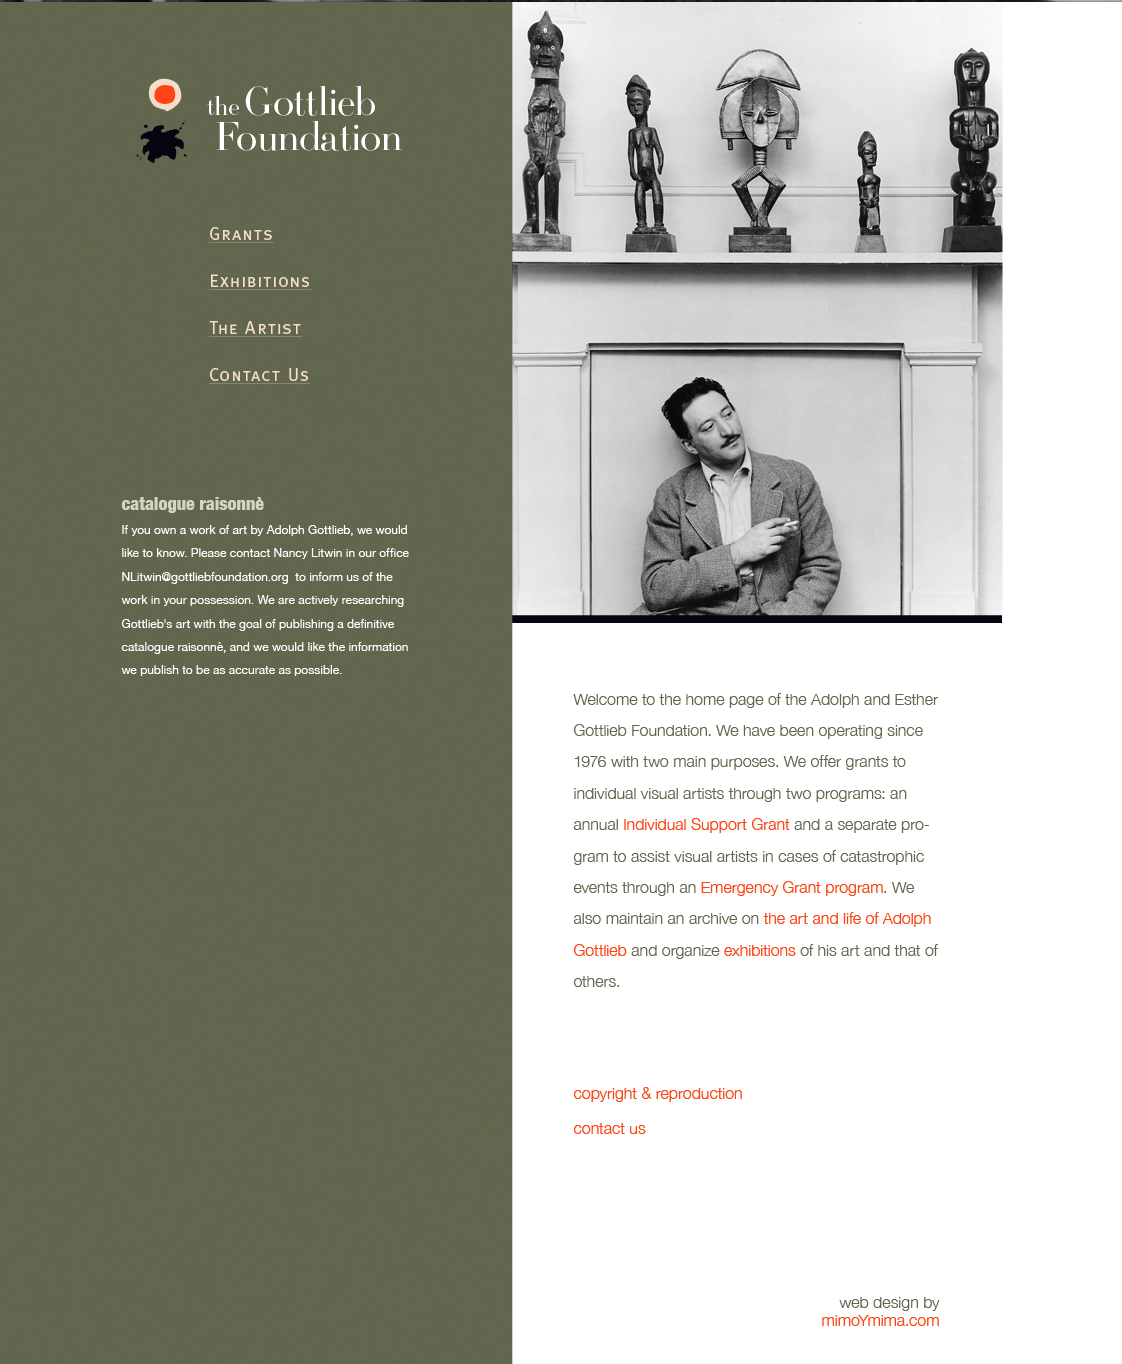 the Gottlieb
Foundation
Grants
Exhibitions
The Artist
Contact Us
catalogue raisonnè
If you own a work of art by Adolph Gottlieb, we would
like to know. Please contact Nancy Litwin in our office
NLitwin@gottliebfoundation.org  to inform us of the
work in your possession. We are actively researching
Gottlieb's art with the goal of publishing a definitive
catalogue raisonnè, and we would like the information
we publish to be as accurate as possible.
Welcome to the home page of the Adolph and Esther
Gottlieb Foundation. We have been operating since
1976 with two main purposes. We offer grants to
individual visual artists through two programs: an
annual Individual Support Grant and a separate pro-
gram to assist visual artists in cases of catastrophic
events through an Emergency Grant program. We
also maintain an archive on the art and life of Adolph
Gottlieb and organize exhibitions of his art and that of
others.
copyright & reproduction
contact us
web design by
mimoYmima.com